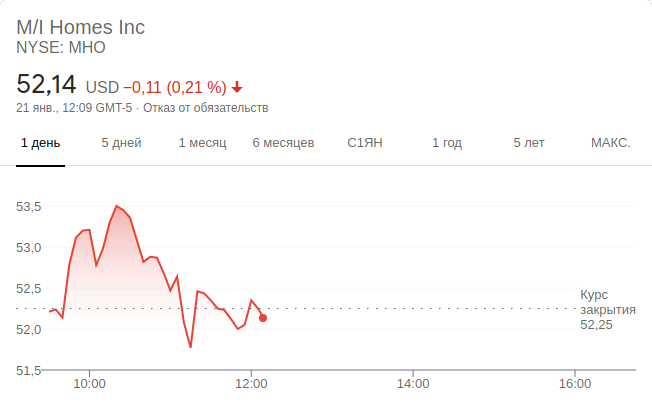 M/I Homes Inc
NYSE: MHO
52,14 USD −0,11 (0,21 %)
21 янв., 12:09 GMT-5 · Отказ от обязательств
1 день 5 дней 1 месяц 6 месяцев С1ЯН 1 год 5 лет МАКС.
53,5
53,0
52,5
Курс
закрытия
52,25
52,0
51,5
10:00 12:00 14:00 16:00